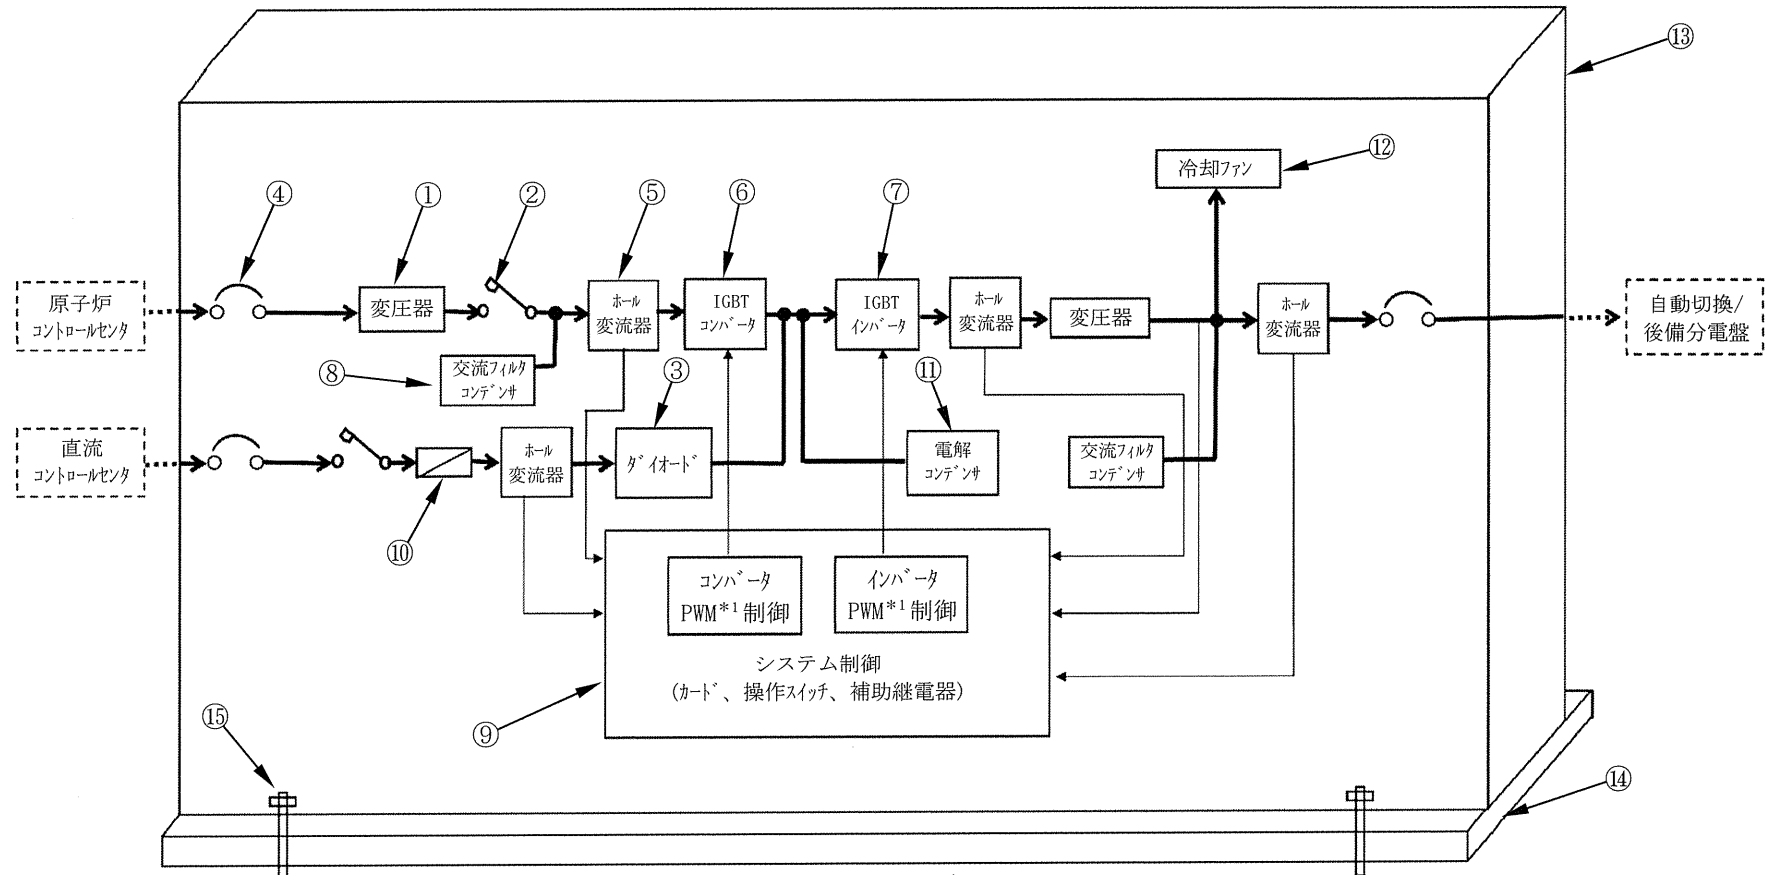 ⑬
⑫
冷却ファン
④
①
②
⑤
⑥
⑦
原子炉
コントロールセンタ
変圧器
ホール
変流器
IGBT
コンバータ
IGBT
インバータ
ホール
変流器
変圧器
ホール
変流器
自動切換/
後備分電盤
⑧
交流フィルタ
コンデンサ
③
⑪
直流
コントロールセンタ
ホール
変流器
ダイオード
電解
コンデンサ
交流フィルタ
コンデンサ
⑩
コンバータ
PWM*1制御
インバータ
PWM*1制御
システム制御
(カード、操作スイッチ、補助継電器)
⑨
⑮
⑭